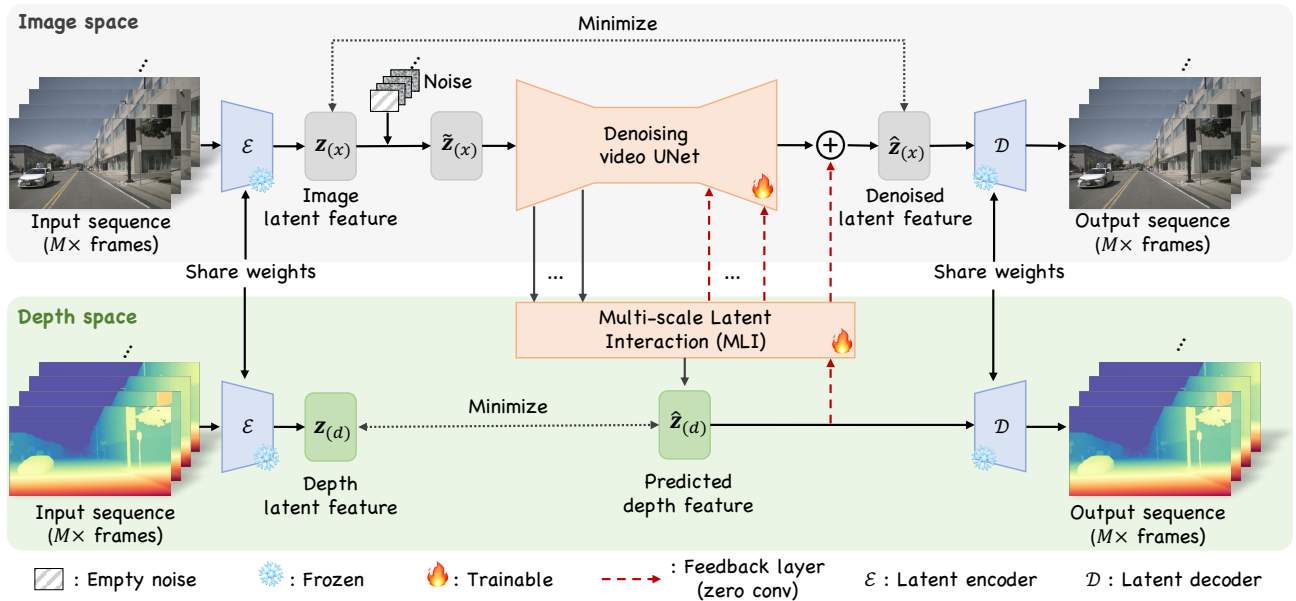 Image space
Minimize
Noise
ℰ
𝒛(x)
z̃(x)
Denoising
video UNet
+
ẑ(x)
𝒟
Input sequence
(M× frames)
Image
latent feature
Denoised
latent feature
Output sequence
(M× frames)
...
...
Share weights
Share weights
Depth space
Multi-scale Latent
Interaction (MLI)
ℰ
𝒛(d)
Minimize
ẑ(d)
𝒟
Input sequence
(M× frames)
Depth
latent feature
Predicted
depth feature
Output sequence
(M× frames)
: Empty noise
: Frozen
: Trainable
: Feedback layer
(zero conv)
ℰ : Latent encoder
𝒟 : Latent decoder